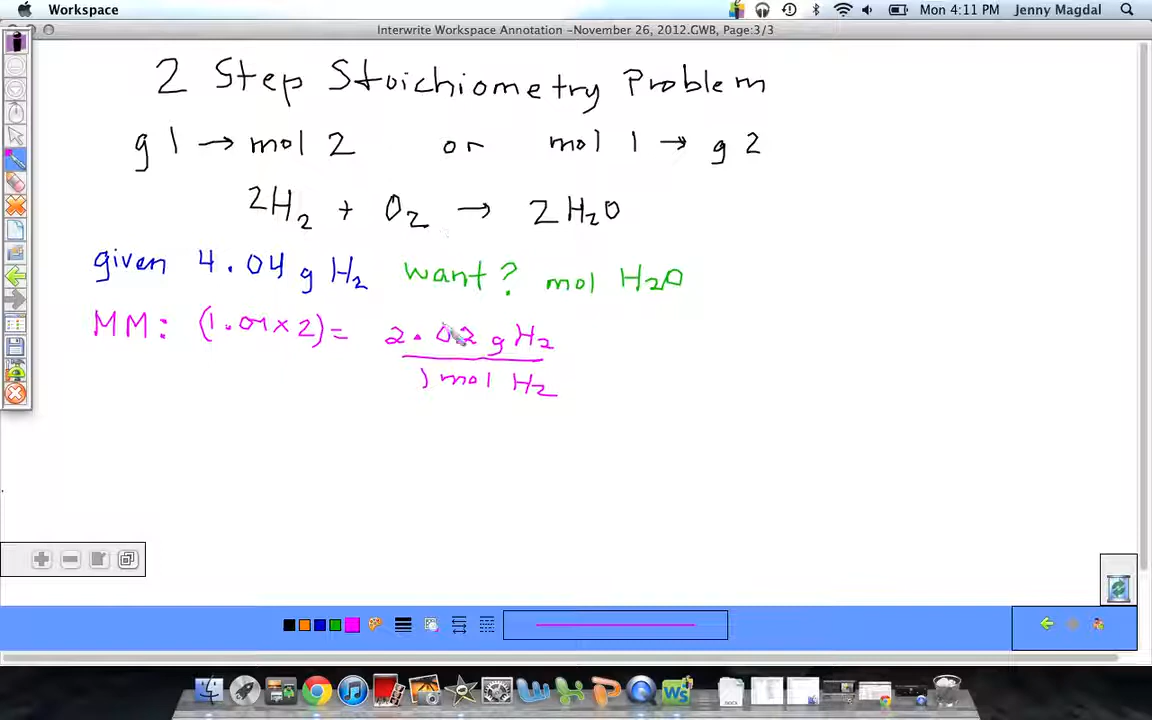 Workspace
Mon 4:11 PM Jenny Magdal
Interwrite Workspace Annotation –November 26, 2012.GWB, Page:3/3
2 Step Stoichiometry Problem
g 1 → mol 2 or mol 1 → g 2
2H₂ + O₂ → 2H₂O
given 4.04 g H₂ want? mol H₂O
MM: (1.01×2)= 2.02 g H₂
1 mol H₂